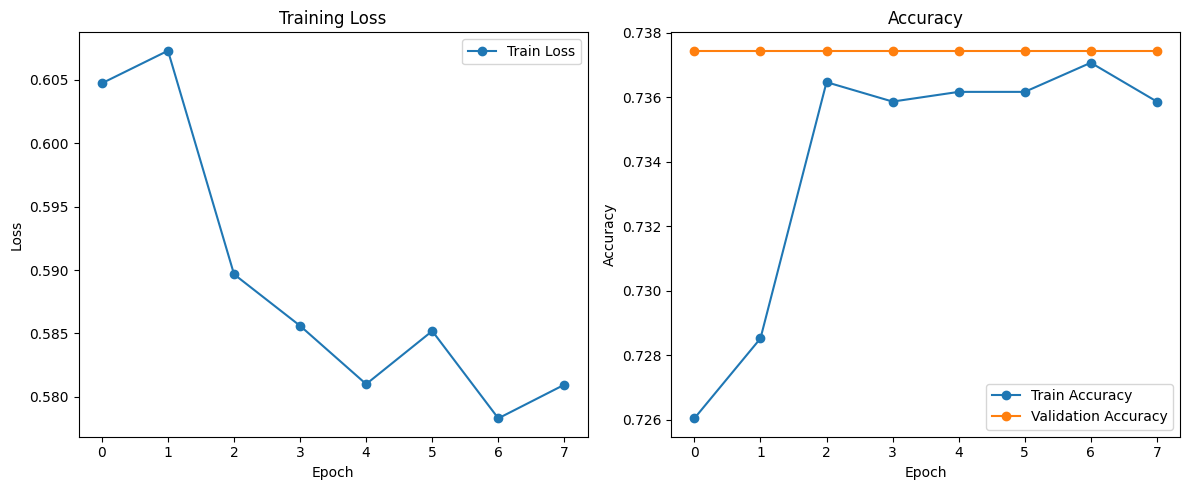 Training Loss
Train Loss
0.605
0.600
0.595
0.590
0.585
0.580
Loss
0 1 2 3 4 5 6 7
Epoch
Accuracy
0.738
0.736
0.734
0.732
0.730
0.728
0.726
Accuracy
Train Accuracy
Validation Accuracy
0 1 2 3 4 5 6 7
Epoch